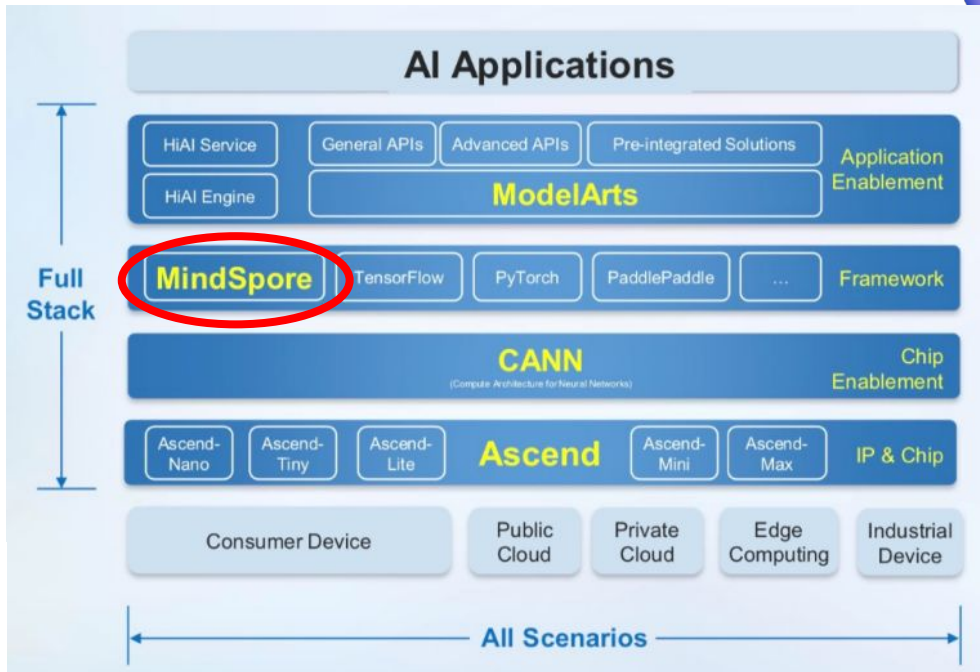 AI Applications
HiAI Service
General APIs
Advanced APIs
Pre-integrated Solutions
Application
Enablement
HiAI Engine
ModelArts
Full
Stack
MindSpore
TensorFlow
PyTorch
PaddlePaddle
...
Framework
CANN
(Compute Architecture for Neural Networks)
Chip
Enablement
Ascend-
Nano
Ascend-
Tiny
Ascend-
Lite
Ascend
Ascend-
Mini
Ascend-
Max
IP & Chip
Consumer Device
Public
Cloud
Private
Cloud
Edge
Computing
Industrial
Device
All Scenarios